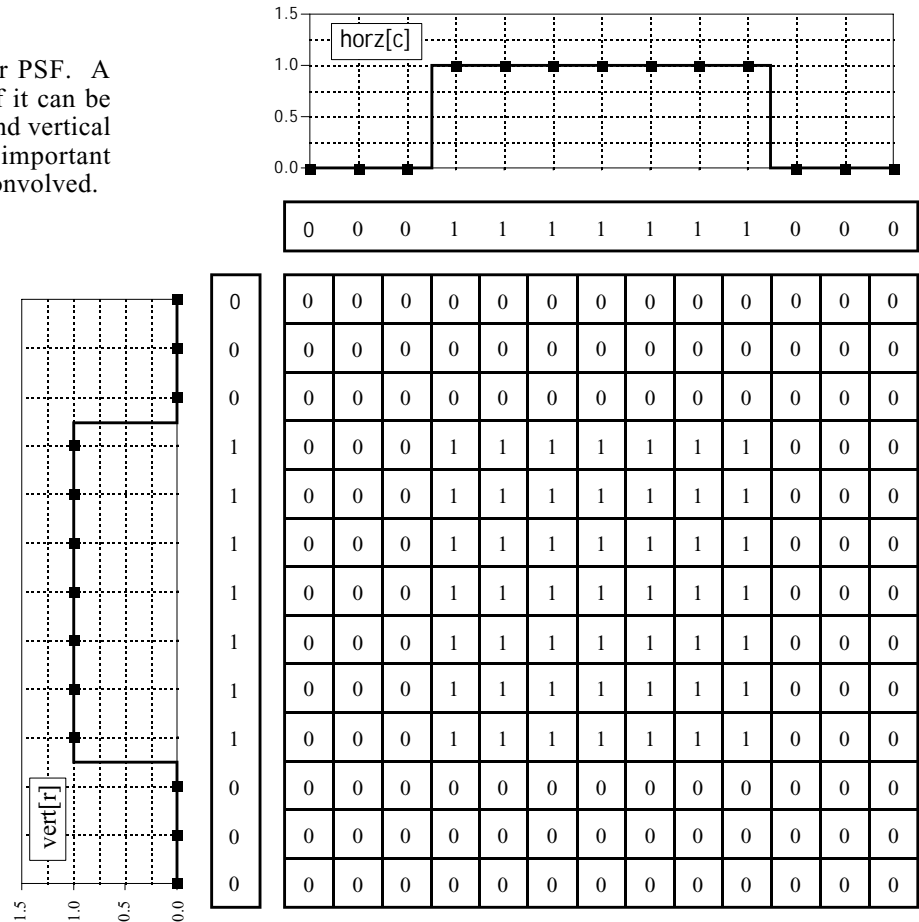 r PSF. A
f it can be
nd vertical
important
onvolved.
1.5
1.0
0.5
0.0
horz[c]
0 0 0 1 1 1 1 1 1 1 0 0 0
0 0 0 0 0 0 0 0 0 0 0 0 0 0
0 0 0 0 0 0 0 0 0 0 0 0 0 0
0 0 0 0 0 0 0 0 0 0 0 0 0 0
1 0 0 0 1 1 1 1 1 1 1 0 0 0
1 0 0 0 1 1 1 1 1 1 1 0 0 0
1 0 0 0 1 1 1 1 1 1 1 0 0 0
1 0 0 0 1 1 1 1 1 1 1 0 0 0
1 0 0 0 1 1 1 1 1 1 1 0 0 0
1 0 0 0 1 1 1 1 1 1 1 0 0 0
1 0 0 0 1 1 1 1 1 1 1 0 0 0
0 0 0 0 0 0 0 0 0 0 0 0 0 0
0 0 0 0 0 0 0 0 0 0 0 0 0 0
0 0 0 0 0 0 0 0 0 0 0 0 0 0
vert[r]
1.5 1.0 0.5 0.0